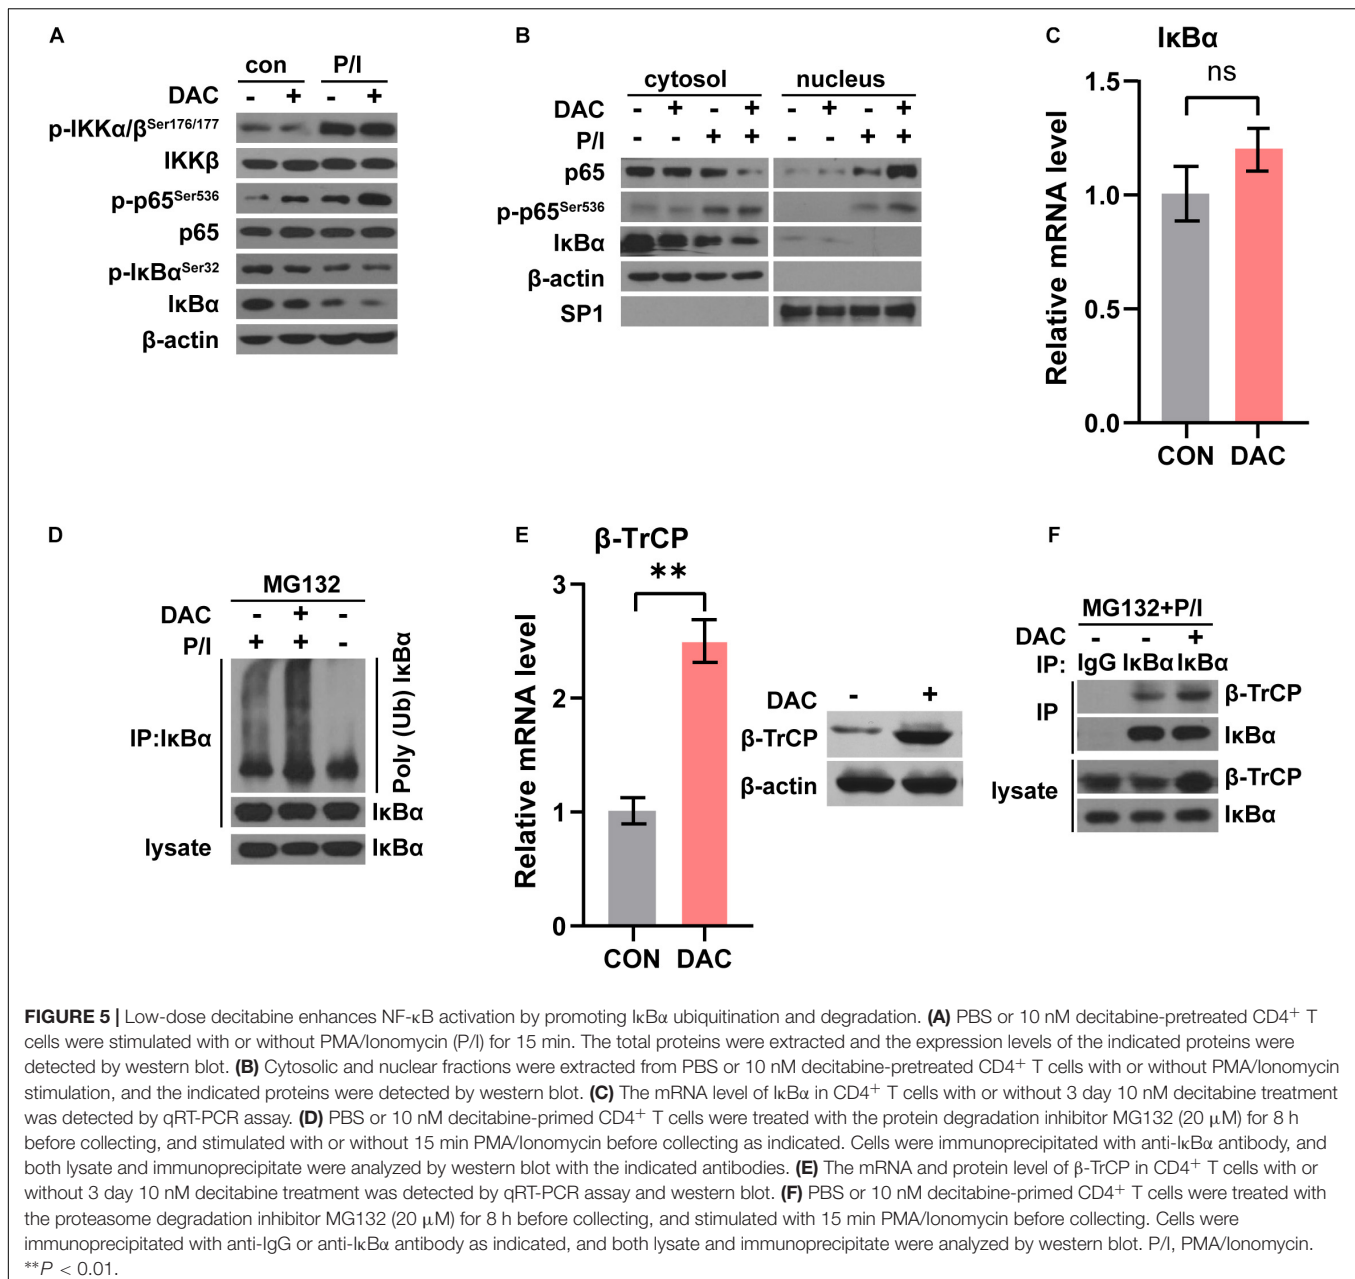 A
con P/I
DAC - + - +
p-IKKα/βSer176/177
IKKβ
p-p65Ser536
p65
p-IκBαSer32
IκBα
β-actin
B
cytosol nucleus
DAC - + - + - + - +
P/I - - + + - - + +
p65
p-p65Ser536
IκBα
β-actin
SP1
C
IκBα
ns
1.5
1.0
0.5
0.0
Relative mRNA level
CON DAC
D
MG132
DAC - + -
P/I + + -
IP:IκBα
Poly (Ub) IκBα
IκBα
lysate IκBα
E
β-TrCP
**
3
2
1
0
Relative mRNA level
CON DAC
DAC - +
β-TrCP
β-actin
F
MG132+P/I
DAC - - +
IP: IgG IκBα IκBα
IP
β-TrCP
IκBα
lysate
β-TrCP
IκBα
FIGURE 5 | Low-dose decitabine enhances NF-κB activation by promoting IκBα ubiquitination and degradation. (A) PBS or 10 nM decitabine-pretreated CD4+ T
cells were stimulated with or without PMA/Ionomycin (P/I) for 15 min. The total proteins were extracted and the expression levels of the indicated proteins were
detected by western blot. (B) Cytosolic and nuclear fractions were extracted from PBS or 10 nM decitabine-pretreated CD4+ T cells with or without PMA/Ionomycin
stimulation, and the indicated proteins were detected by western blot. (C) The mRNA level of IκBα in CD4+ T cells with or without 3 day 10 nM decitabine treatment
was detected by qRT-PCR assay. (D) PBS or 10 nM decitabine-primed CD4+ T cells were treated with the protein degradation inhibitor MG132 (20 μM) for 8 h
before collecting, and stimulated with or without 15 min PMA/Ionomycin before collecting as indicated. Cells were immunoprecipitated with anti-IκBα antibody, and
both lysate and immunoprecipitate were analyzed by western blot with the indicated antibodies. (E) The mRNA and protein level of β-TrCP in CD4+ T cells with or
without 3 day 10 nM decitabine treatment was detected by qRT-PCR assay and western blot. (F) PBS or 10 nM decitabine-primed CD4+ T cells were treated with
the proteasome degradation inhibitor MG132 (20 μM) for 8 h before collecting, and stimulated with 15 min PMA/Ionomycin before collecting. Cells were
immunoprecipitated with anti-IgG or anti-IκBα antibody as indicated, and both lysate and immunoprecipitate were analyzed by western blot. P/I, PMA/Ionomycin.
**P < 0.01.